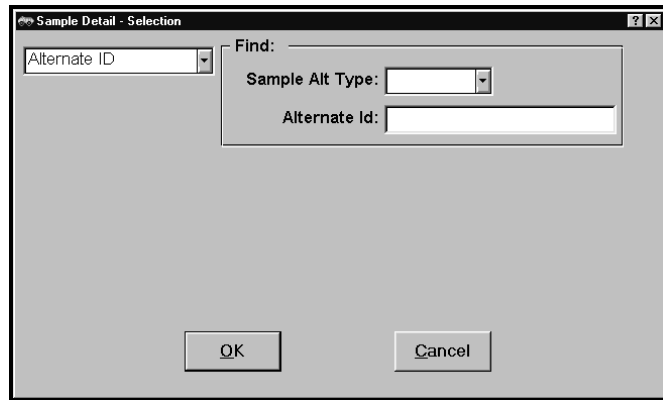 Sample Detail - Selection
Alternate ID
Find:
Sample Alt Type:
Alternate Id:
OK
Cancel